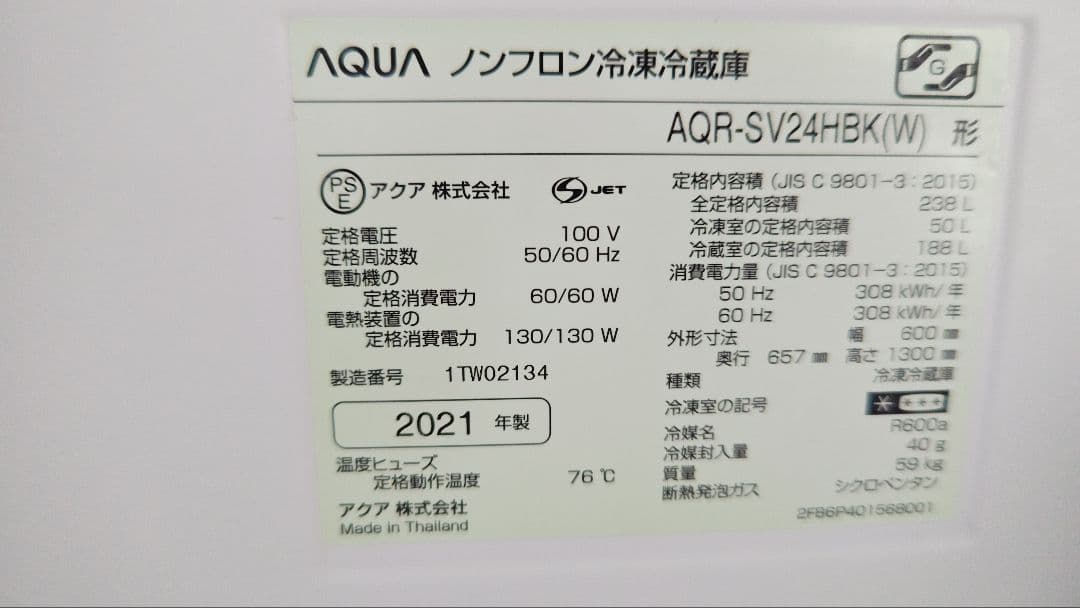 AQUA ノンフロン冷凍冷蔵庫
G
AQR-SV24HBK(W) 形
PSE アクア 株式会社 S JET
定格電圧 100 V
定格周波数 50/60 Hz
電動機の
定格消費電力 60/60 W
電熱装置の
定格消費電力 130/130 W
製造番号 1TW02134
2021 年製
温度ヒューズ
定格動作温度 76 ℃
アクア 株式会社
Made in Thailand
定格内容積 (JIS C 9801-3 : 2015)
全定格内容積 238 L
冷凍室の定格内容積 50 L
冷蔵室の定格内容積 188 L
消費電力量 (JIS C 9801-3 : 2015)
50 Hz 308 kWh/年
60 Hz 308 kWh/年
外形寸法 幅 600 ㎜
奥行 657 ㎜ 高さ 1300 ㎜
種類 冷凍冷蔵庫
冷凍室の記号 * ***
冷媒名 R600a
冷媒封入量 40 g
質量 59 kg
断熱発泡ガス シクロペンタン
2F86P401568001